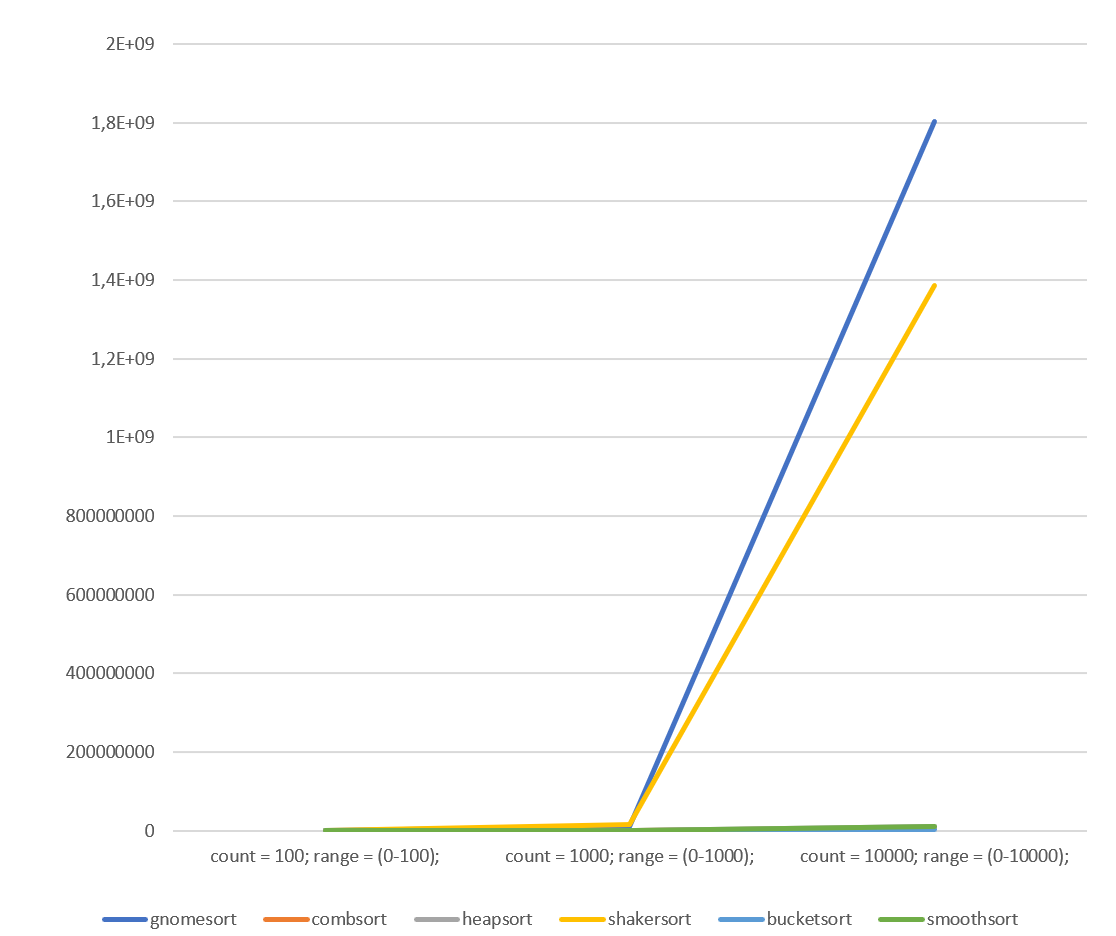 2E+09
1,8E+09
1,6E+09
1,4E+09
1,2E+09
1E+09
800000000
600000000
400000000
200000000
0
count = 100; range = (0-100); count = 1000; range = (0-1000); count = 10000; range = (0-10000);
gnomesort combsort heapsort shakersort bucketsort smoothsort